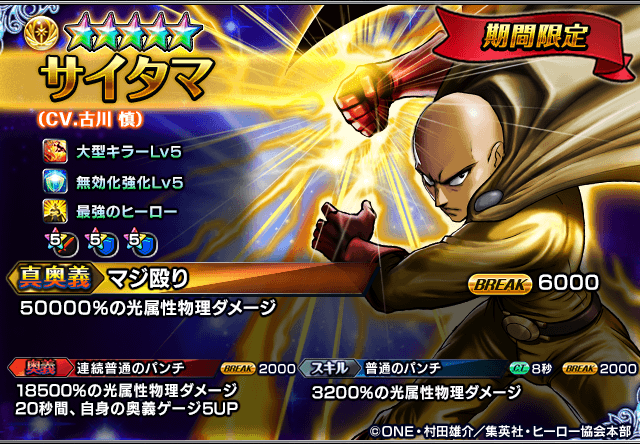 期間限定
サイタマ
(CV.古川 慎)
大型キラーLv5
無効化強化Lv5
最強のヒーロー
5 5 5
真奥義 マジ殴り BREAK 6000
50000%の光属性物理ダメージ
奥義 連続普通のパンチ BREAK 2000
18500%の光属性物理ダメージ
20秒間、自身の奥義ゲージ5UP
スキル 普通のパンチ CT 8秒 BREAK 2000
3200%の光属性物理ダメージ
©ONE・村田雄介／集英社・ヒーロー協会本部